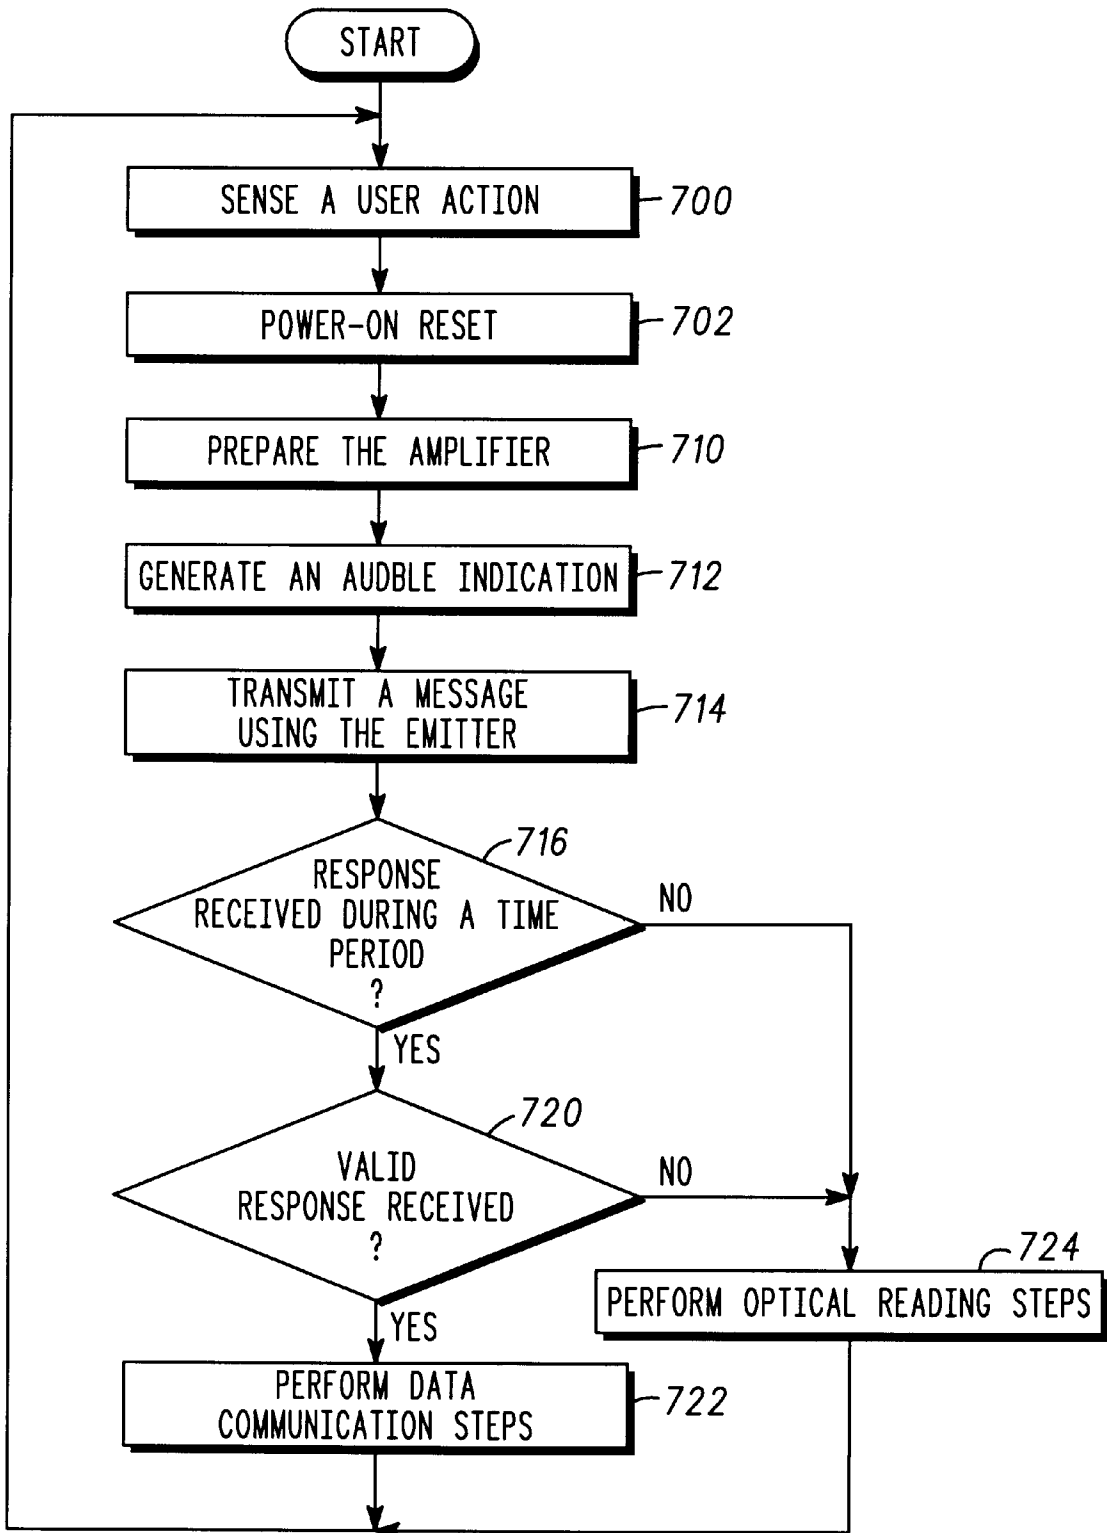 START
SENSE A USER ACTION
700
POWER-ON RESET
702
PREPARE THE AMPLIFIER
710
GENERATE AN AUDBLE INDICATION
712
TRANSMIT A MESSAGE
USING THE EMITTER
714
716
RESPONSE
RECEIVED DURING A TIME
PERIOD
?
NO
YES
720
VALID
RESPONSE RECEIVED
?
NO
YES
724
PERFORM OPTICAL READING STEPS
PERFORM DATA
COMMUNICATION STEPS
722